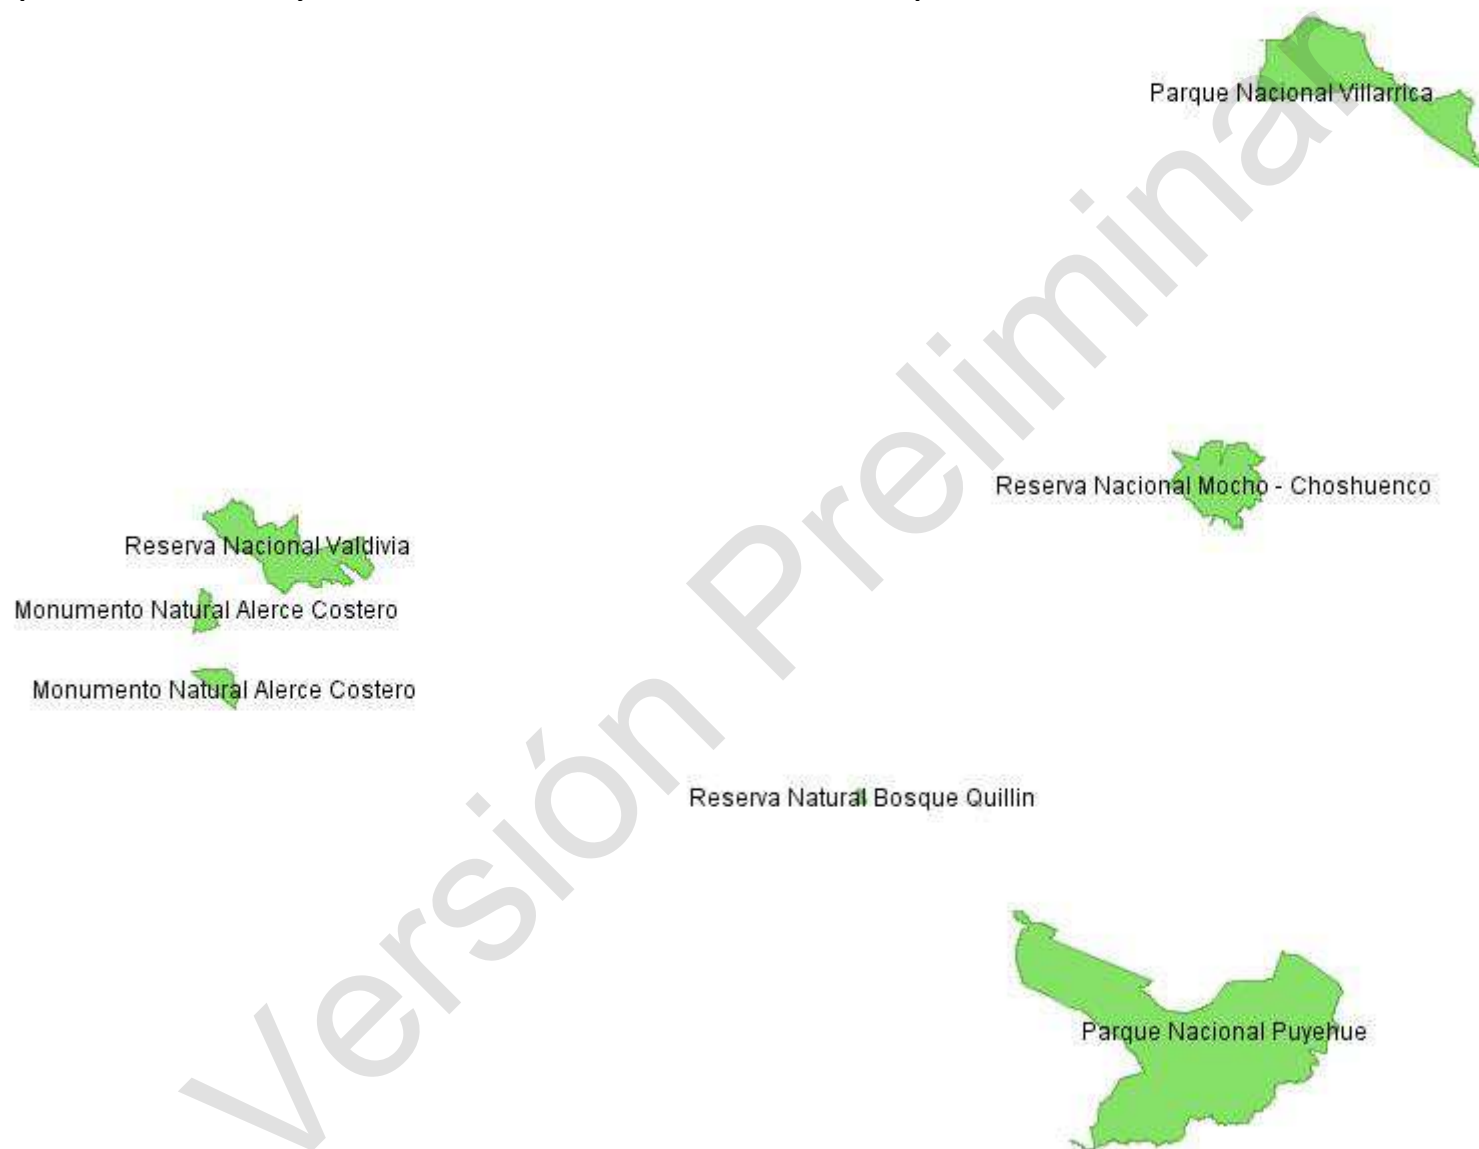 Parque Nacional Villarrica
Reserva Nacional Mocho - Choshuenco
Reserva Nacional Valdivia
Monumento Natural Alerce Costero
Monumento Natural Alerce Costero
Reserva Natural Bosque Quillin
Parque Nacional Puyehue
Versión Preliminar